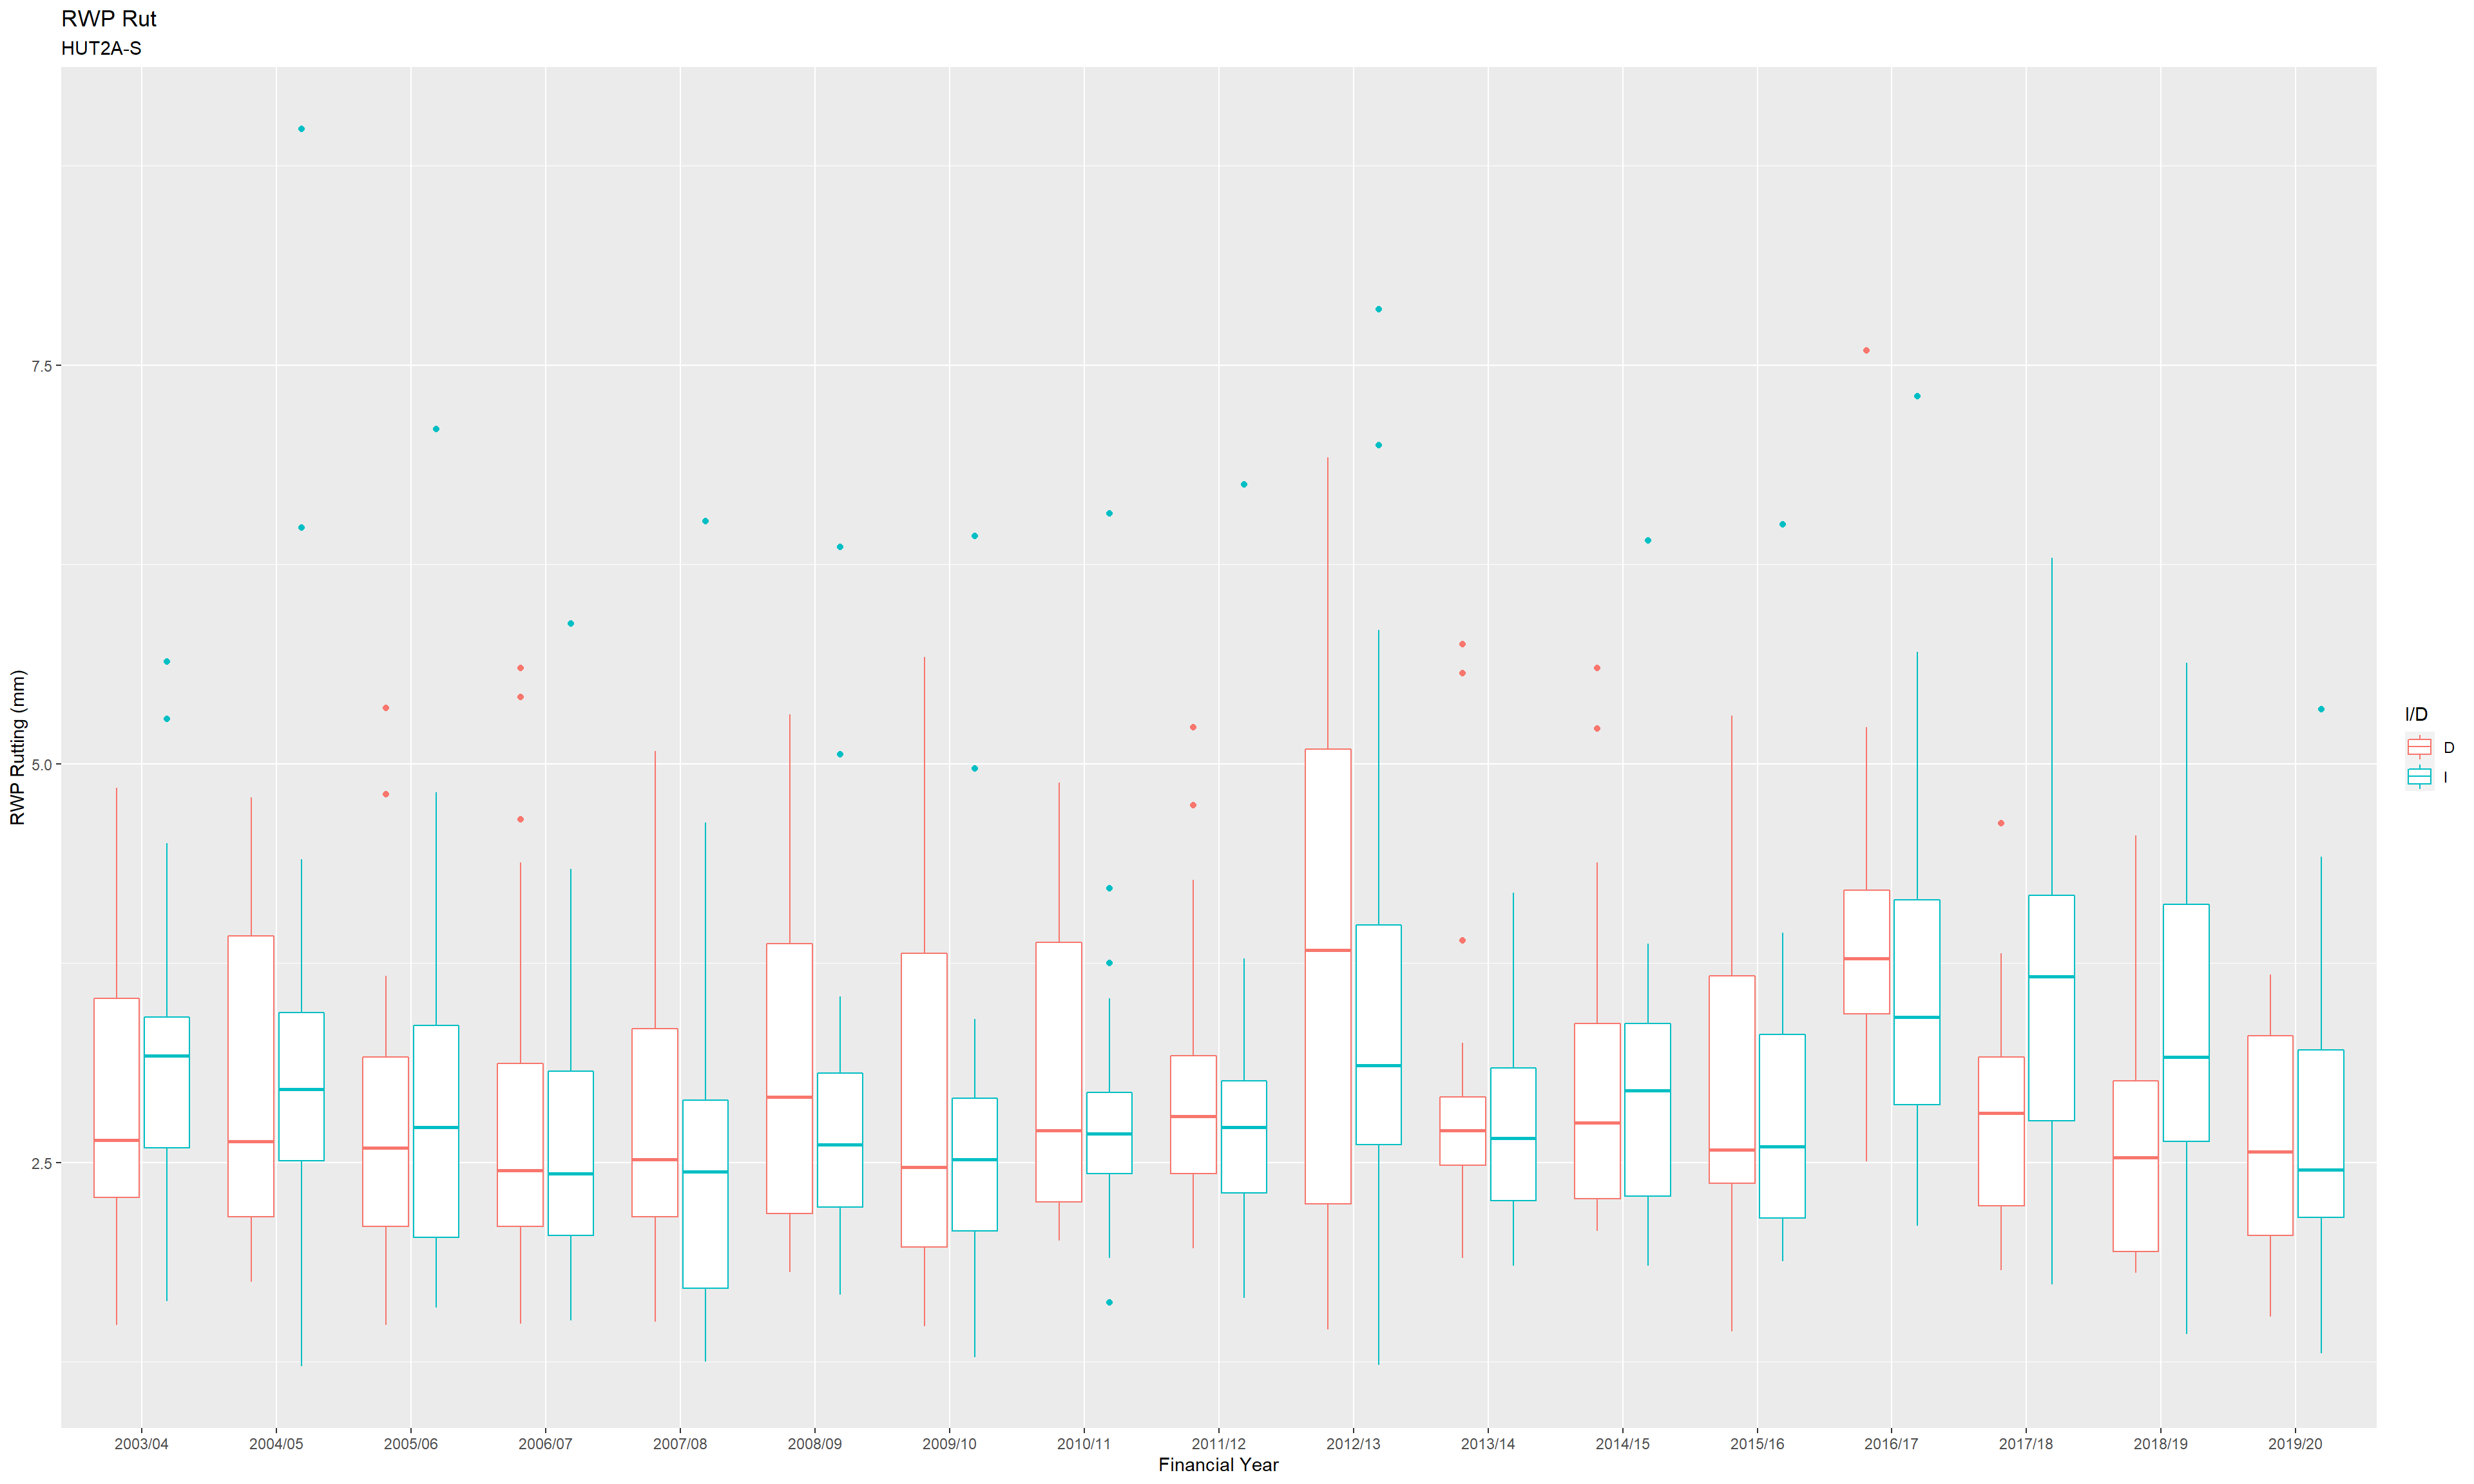 RWP Rut
HUT2A-S
RWP Rutting (mm)
7.5
5.0
2.5
2003/04 2004/05 2005/06 2006/07 2007/08 2008/09 2009/10 2010/11 2011/12 2012/13 2013/14 2014/15 2015/16 2016/17 2017/18 2018/19 2019/20
Financial Year
I/D
D
I